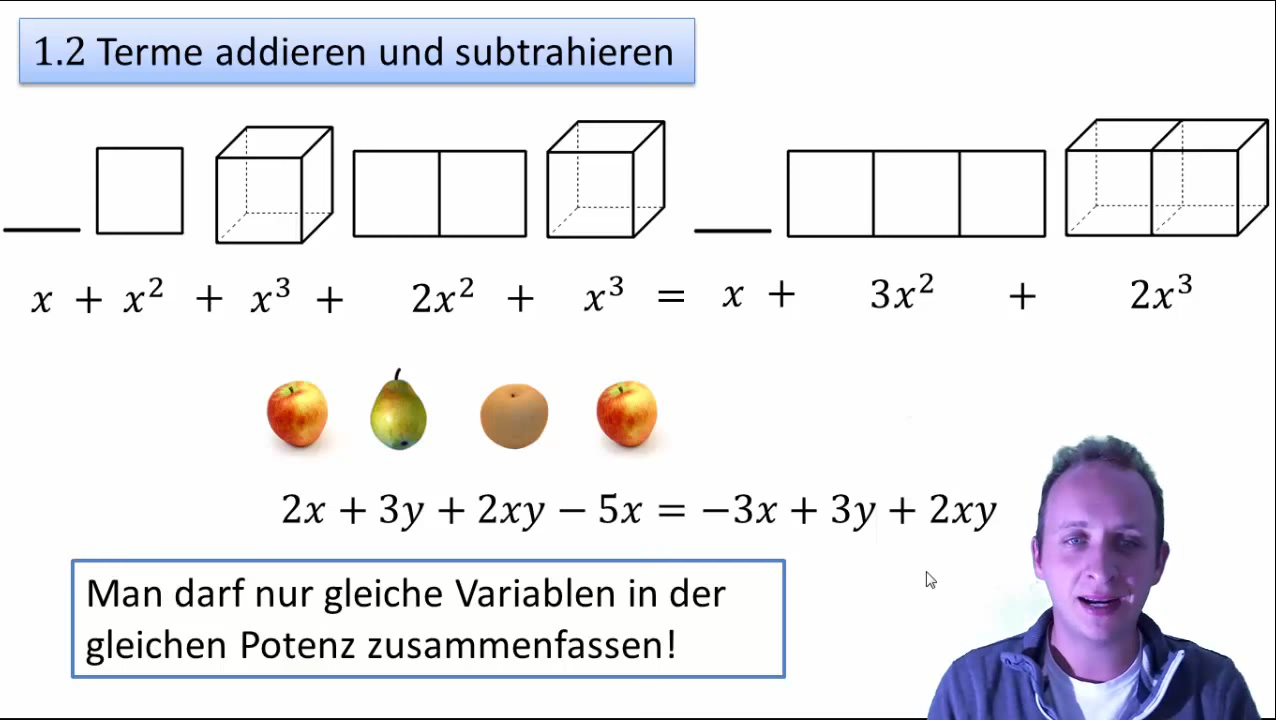 1.2 Terme addieren und subtrahieren
x + x² + x³ + 2x² + x³ = x + 3x² + 2x³
2x + 3y + 2xy − 5x = −3x + 3y + 2xy
Man darf nur gleiche Variablen in der
gleichen Potenz zusammenfassen!